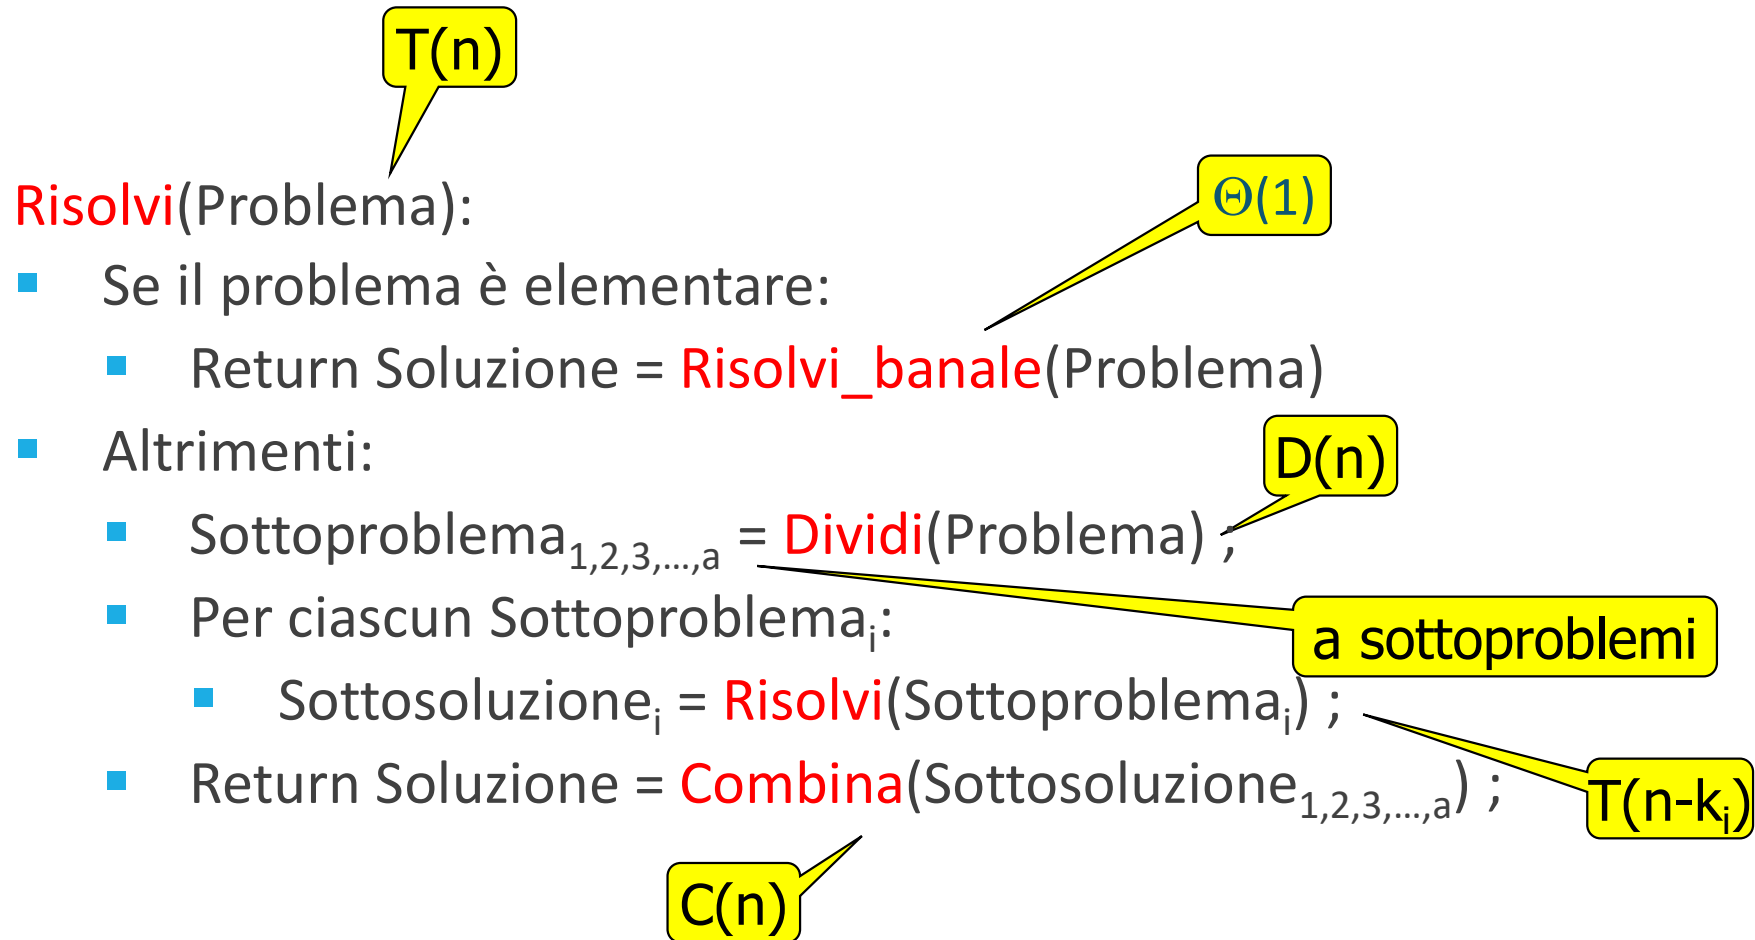 T(n)
Risolvi(Problema):
Θ(1)
Se il problema è elementare:
Return Soluzione = Risolvi_banale(Problema)
Altrimenti:
D(n)
Sottoproblema1,2,3,…,a = Dividi(Problema) ;
Per ciascun Sottoproblemai:
a sottoproblemi
Sottosoluzionei = Risolvi(Sottoproblemai) ;
Return Soluzione = Combina(Sottosoluzione1,2,3,…,a) ;
T(n-ki)
C(n)